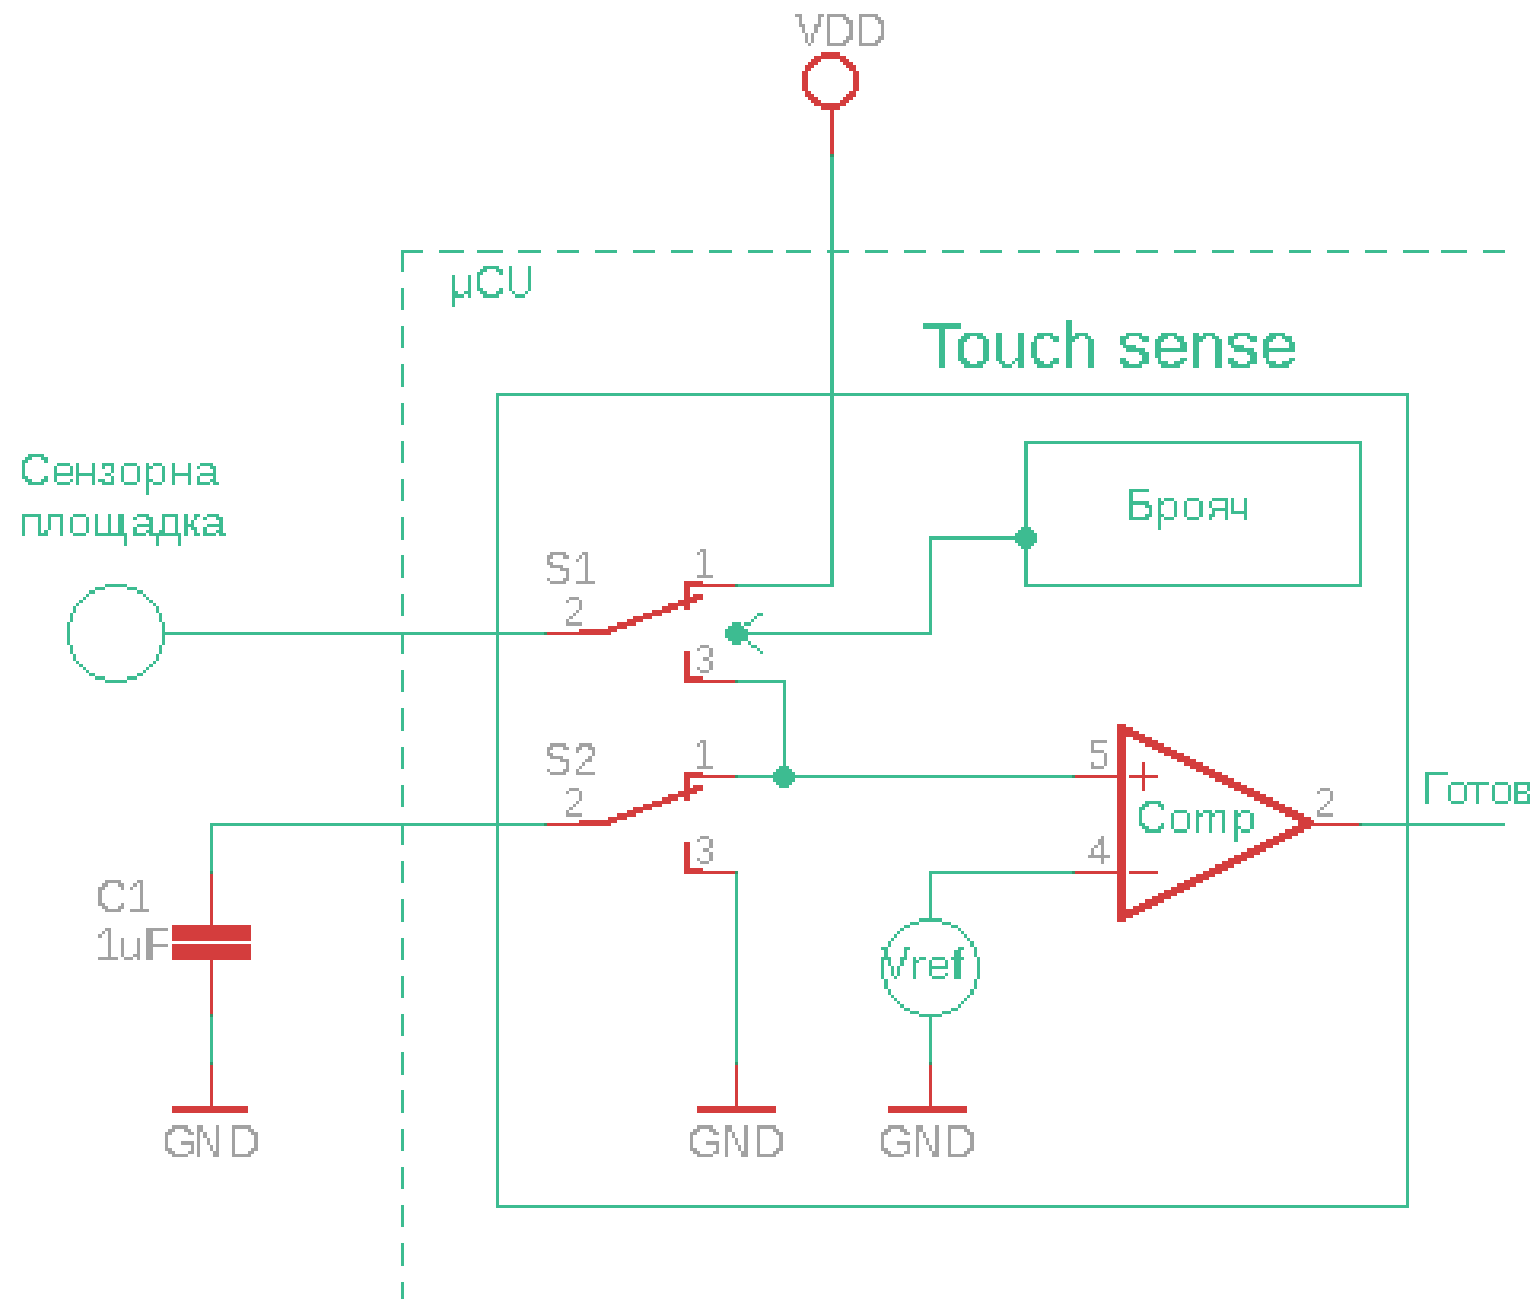 VDD
µCU
Touch sense
Сензорна
площадка
Брояч
S1
1
2
3
S2
1
2
3
5
4
Comp
2
Готов
C1
1uF
Vref
GND
GND
GND